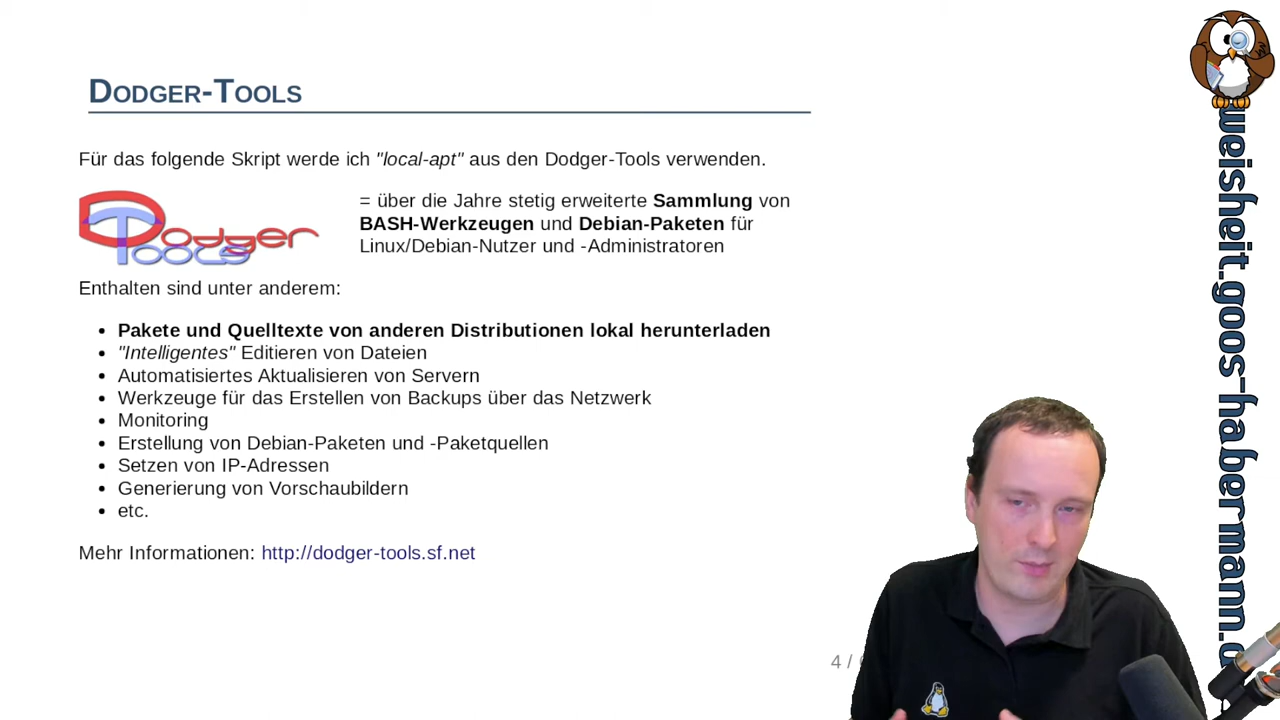 Dodger-Tools
Für das folgende Skript werde ich "local-apt" aus den Dodger-Tools verwenden.
Dodger
Tools
= über die Jahre stetig erweiterte Sammlung von
BASH-Werkzeugen und Debian-Paketen für
Linux/Debian-Nutzer und -Administratoren
Enthalten sind unter anderem:
• Pakete und Quelltexte von anderen Distributionen lokal herunterladen
• "Intelligentes" Editieren von Dateien
• Automatisiertes Aktualisieren von Servern
• Werkzeuge für das Erstellen von Backups über das Netzwerk
• Monitoring
• Erstellung von Debian-Paketen und -Paketquellen
• Setzen von IP-Adressen
• Generierung von Vorschaubildern
• etc.
Mehr Informationen: http://dodger-tools.sf.net
4 /
weisheit.goos-habermann.d